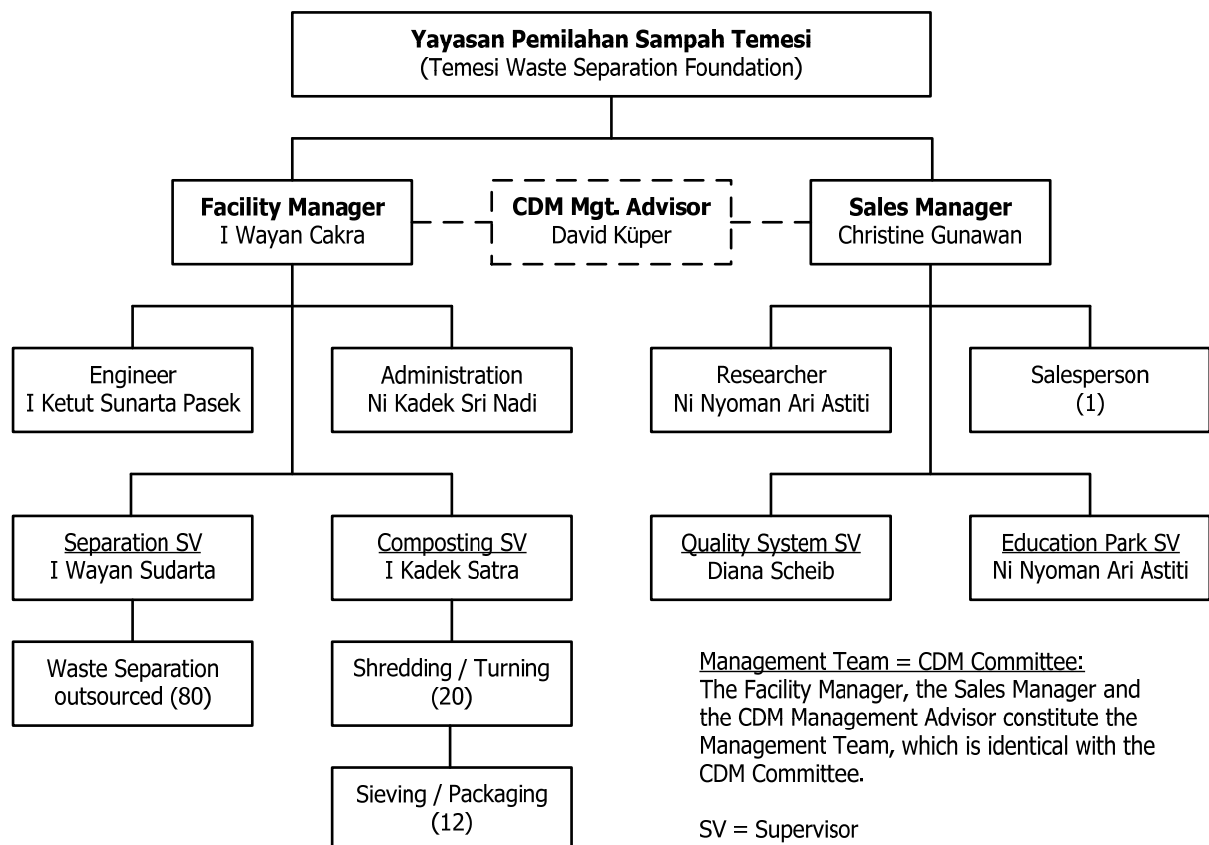 Yayasan Pemilahan Sampah Temesi
(Temesi Waste Separation Foundation)
Facility Manager
I Wayan Cakra
CDM Mgt. Advisor
David Küper
Sales Manager
Christine Gunawan
Engineer
I Ketut Sunarta Pasek
Administration
Ni Kadek Sri Nadi
Researcher
Ni Nyoman Ari Astiti
Salesperson
(1)
Separation SV
I Wayan Sudarta
Composting SV
I Kadek Satra
Quality System SV
Diana Scheib
Education Park SV
Ni Nyoman Ari Astiti
Waste Separation
outsourced (80)
Shredding / Turning
(20)
Sieving / Packaging
(12)
Management Team = CDM Committee:
The Facility Manager, the Sales Manager and
the CDM Management Advisor constitute the
Management Team, which is identical with the
CDM Committee.
SV = Supervisor